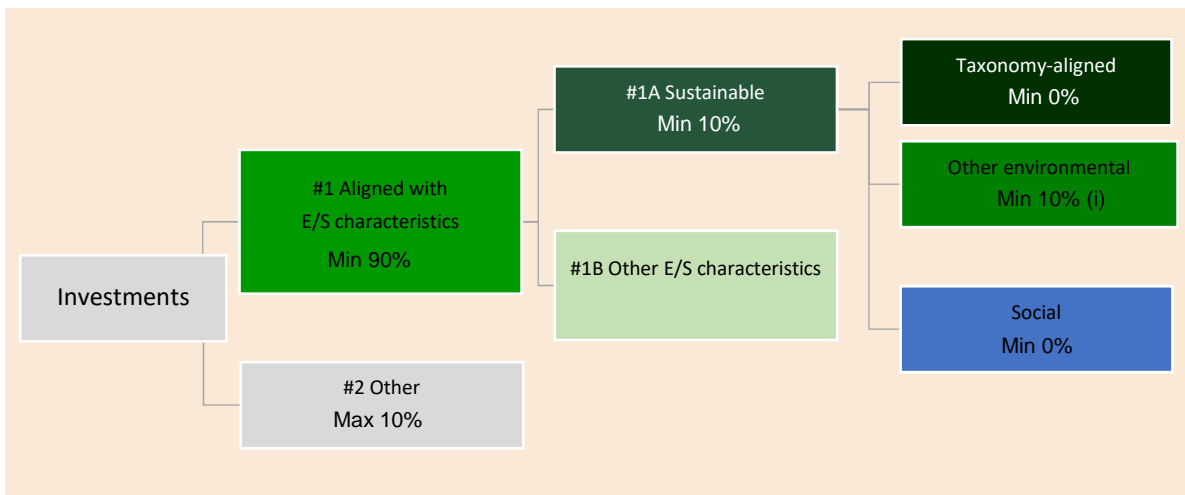 Investments
#1 Aligned with
E/S characteristics
Min 90%
#2 Other
Max 10%
#1A Sustainable
Min 10%
#1B Other E/S characteristics
Taxonomy-aligned
Min 0%
Other environmental
Min 10% (i)
Social
Min 0%